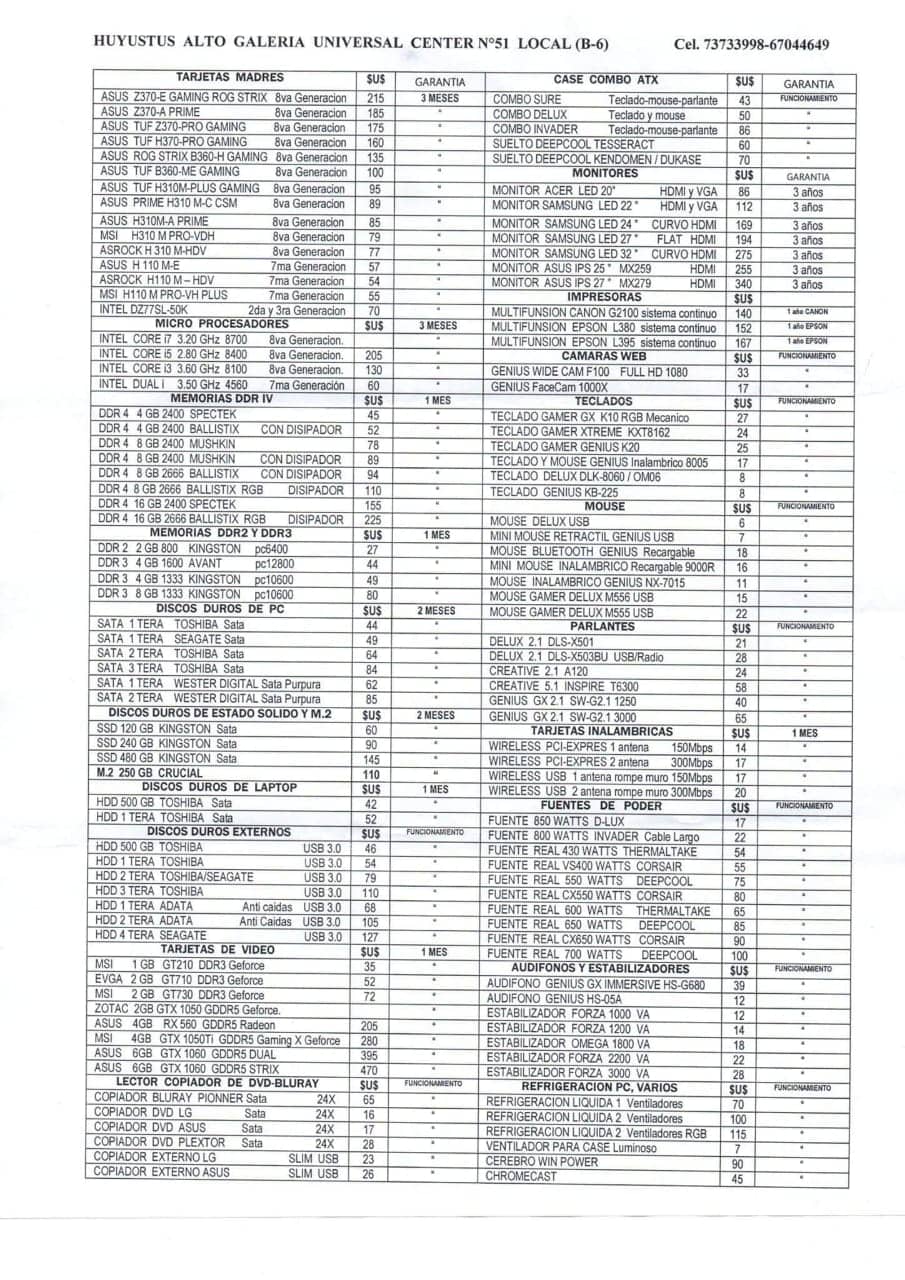 HUYUSTUS ALTO GALERIA UNIVERSAL CENTER N°51 LOCAL (B-6) Cel. 73733998-67044649
TARJETAS MADRES $U$ GARANTIA
ASUS Z370-E GAMING ROG STRIX 8va Generacion 215 3 MESES
ASUS Z370-A PRIME 8va Generacion 185 "
ASUS TUF Z370-PRO GAMING 8va Generacion 175 "
ASUS TUF H370-PRO GAMING 8va Generacion 160 "
ASUS ROG STRIX B360-H GAMING 8va Generacion 135 "
ASUS TUF B360-ME GAMING 8va Generacion 100 "
ASUS TUF H310M-PLUS GAMING 8va Generacion 95 "
ASUS PRIME H310 M-C CSM 8va Generacion 89 "
ASUS H310M-A PRIME 8va Generacion 85 "
MSI H310 M PRO-VDH 8va Generacion 79 "
ASROCK H 310 M-HDV 8va Generacion 77 "
ASUS H 110 M-E 7ma Generacion 57 "
ASROCK H110 M – HDV 7ma Generacion 54 "
MSI H110 M PRO-VH PLUS 7ma Generacion 55 "
INTEL DZ77SL-50K 2da y 3ra Generacion 70 "
MICRO PROCESADORES $U$ 3 MESES
INTEL CORE i7 3.20 GHz 8700 8va Generacion. "
INTEL CORE i5 2.80 GHz 8400 8va Generacion. 205 "
INTEL CORE i3 3.60 GHz 8100 8va Generacion. 130 "
INTEL DUAL i 3.50 GHz 4560 7ma Generación 60 "
MEMORIAS DDR IV $U$ 1 MES
DDR 4 4 GB 2400 SPECTEK 45 "
DDR 4 4 GB 2400 BALLISTIX CON DISIPADOR 52 "
DDR 4 8 GB 2400 MUSHKIN 78 "
DDR 4 8 GB 2400 MUSHKIN CON DISIPADOR 89 "
DDR 4 8 GB 2666 BALLISTIX CON DISIPADOR 94 "
DDR 4 8 GB 2666 BALLISTIX RGB DISIPADOR 110 "
DDR 4 16 GB 2400 SPECTEK 155 "
DDR 4 16 GB 2666 BALLISTIX RGB DISIPADOR 225 "
MEMORIAS DDR2 Y DDR3 $U$ 1 MES
DDR 2 2 GB 800 KINGSTON pc6400 27 "
DDR 3 4 GB 1600 AVANT pc12800 44 "
DDR 3 4 GB 1333 KINGSTON pc10600 49 "
DDR 3 8 GB 1333 KINGSTON pc10600 80 "
DISCOS DUROS DE PC $U$ 2 MESES
SATA 1 TERA TOSHIBA Sata 44 "
SATA 1 TERA SEAGATE Sata 49 "
SATA 2 TERA TOSHIBA Sata 64 "
SATA 3 TERA TOSHIBA Sata 84 "
SATA 1 TERA WESTER DIGITAL Sata Purpura 62 "
SATA 2 TERA WESTER DIGITAL Sata Purpura 85 "
DISCOS DUROS DE ESTADO SOLIDO Y M.2 $U$ 2 MESES
SSD 120 GB KINGSTON Sata 60 "
SSD 240 GB KINGSTON Sata 90 "
SSD 480 GB KINGSTON Sata 145 "
M.2 250 GB CRUCIAL 110 "
DISCOS DUROS DE LAPTOP $U$ 1 MES
HDD 500 GB TOSHIBA Sata 42 "
HDD 1 TERA TOSHIBA Sata 52 "
DISCOS DUROS EXTERNOS $U$ FUNCIONAMIENTO
HDD 500 GB TOSHIBA USB 3.0 46 "
HDD 1 TERA TOSHIBA USB 3.0 54 "
HDD 2 TERA TOSHIBA/SEAGATE USB 3.0 79 "
HDD 3 TERA TOSHIBA USB 3.0 110 "
HDD 1 TERA ADATA Anti caidas USB 3.0 68 "
HDD 2 TERA ADATA Anti Caidas USB 3.0 105 "
HDD 4 TERA SEAGATE USB 3.0 127 "
TARJETAS DE VIDEO $U$ 1 MES
MSI 1 GB GT210 DDR3 Geforce 35 "
EVGA 2 GB GT710 DDR3 Geforce 52 "
MSI 2 GB GT730 DDR3 Geforce 72 "
ZOTAC 2GB GTX 1050 GDDR5 Geforce. "
ASUS 4GB RX 560 GDDR5 Radeon 205 "
MSI 4GB GTX 1050Ti GDDR5 Gaming X Geforce 280 "
ASUS 6GB GTX 1060 GDDR5 DUAL 395 "
ASUS 6GB GTX 1060 GDDR5 STRIX 470 "
LECTOR COPIADOR DE DVD-BLURAY $U$ FUNCIONAMIENTO
COPIADOR BLURAY PIONNER Sata 24X 65 "
COPIADOR DVD LG Sata 24X 16 "
COPIADOR DVD ASUS Sata 24X 17 "
COPIADOR DVD PLEXTOR Sata 24X 28 "
COPIADOR EXTERNO LG SLIM USB 23 "
COPIADOR EXTERNO ASUS SLIM USB 26 "
CASE COMBO ATX $U$ GARANTIA
COMBO SURE Teclado-mouse-parlante 43 FUNCIONAMIENTO
COMBO DELUX Teclado y mouse 50 "
COMBO INVADER Teclado-mouse-parlante 86 "
SUELTO DEEPCOOL TESSERACT 60 "
SUELTO DEEPCOOL KENDOMEN / DUKASE 70 "
MONITORES $U$ GARANTIA
MONITOR ACER LED 20" HDMI y VGA 86 3 años
MONITOR SAMSUNG LED 22 " HDMI y VGA 112 3 años
MONITOR SAMSUNG LED 24 " CURVO HDMI 169 3 años
MONITOR SAMSUNG LED 27 " FLAT HDMI 194 3 años
MONITOR SAMSUNG LED 32 " CURVO HDMI 275 3 años
MONITOR ASUS IPS 25 " MX259 HDMI 255 3 años
MONITOR ASUS IPS 27 " MX279 HDMI 340 3 años
IMPRESORAS $U$
MULTIFUNSION CANON G2100 sistema continuo 140 1 año CANON
MULTIFUNSION EPSON L380 sistema continuo 152 1 año EPSON
MULTIFUNSION EPSON L395 sistema continuo 167 1 año EPSON
CAMARAS WEB $U$ FUNCIONAMIENTO
GENIUS WIDE CAM F100 FULL HD 1080 33 "
GENIUS FaceCam 1000X 17 "
TECLADOS $U$ FUNCIONAMIENTO
TECLADO GAMER GX K10 RGB Mecanico 27 "
TECLADO GAMER XTREME KXT8162 24 "
TECLADO GAMER GENIUS K20 25 "
TECLADO Y MOUSE GENIUS Inalambrico 8005 17 "
TECLADO DELUX DLK-8060 / OM06 8 "
TECLADO GENIUS KB-225 8 "
MOUSE $U$ FUNCIONAMIENTO
MOUSE DELUX USB 6 "
MINI MOUSE RETRACTIL GENIUS USB 7 "
MOUSE BLUETOOTH GENIUS Recargable 18 "
MINI MOUSE INALAMBRICO Recargable 9000R 16 "
MOUSE INALAMBRICO GENIUS NX-7015 11 "
MOUSE GAMER DELUX M556 USB 15 "
MOUSE GAMER DELUX M555 USB 22 "
PARLANTES $U$ FUNCIONAMIENTO
DELUX 2.1 DLS-X501 21 "
DELUX 2.1 DLS-X503BU USB/Radio 28 "
CREATIVE 2.1 A120 24 "
CREATIVE 5.1 INSPIRE T6300 58 "
GENIUS GX 2.1 SW-G2.1 1250 40 "
GENIUS GX 2.1 SW-G2.1 3000 65 "
TARJETAS INALAMBRICAS $U$ 1 MES
WIRELESS PCI-EXPRES 1 antena 150Mbps 14 "
WIRELESS PCI-EXPRES 2 antena 300Mbps 17 "
WIRELESS USB 1 antena rompe muro 150Mbps 17 "
WIRELESS USB 2 antena rompe muro 300Mbps 20 "
FUENTES DE PODER $U$ FUNCIONAMIENTO
FUENTE 850 WATTS D-LUX 17 "
FUENTE 800 WATTS INVADER Cable Largo 22 "
FUENTE REAL 430 WATTS THERMALTAKE 54 "
FUENTE REAL VS400 WATTS CORSAIR 55 "
FUENTE REAL 550 WATTS DEEPCOOL 75 "
FUENTE REAL CX550 WATTS CORSAIR 80 "
FUENTE REAL 600 WATTS THERMALTAKE 65 "
FUENTE REAL 650 WATTS DEEPCOOL 85 "
FUENTE REAL CX650 WATTS CORSAIR 90 "
FUENTE REAL 700 WATTS DEEPCOOL 100 "
AUDIFONOS Y ESTABILIZADORES $U$ FUNCIONAMIENTO
AUDIFONO GENIUS GX IMMERSIVE HS-G680 39 "
AUDIFONO GENIUS HS-05A 12 "
ESTABILIZADOR FORZA 1000 VA 12 "
ESTABILIZADOR FORZA 1200 VA 14 "
ESTABILIZADOR OMEGA 1800 VA 18 "
ESTABILIZADOR FORZA 2200 VA 22 "
ESTABILIZADOR FORZA 3000 VA 28 "
REFRIGERACION PC, VARIOS $U$ FUNCIONAMIENTO
REFRIGERACION LIQUIDA 1 Ventiladores 70 "
REFRIGERACION LIQUIDA 2 Ventiladores 100 "
REFRIGERACION LIQUIDA 2 Ventiladores RGB 115 "
VENTILADOR PARA CASE Luminoso 7 "
CEREBRO WIN POWER 90 "
CHROMECAST 45 "